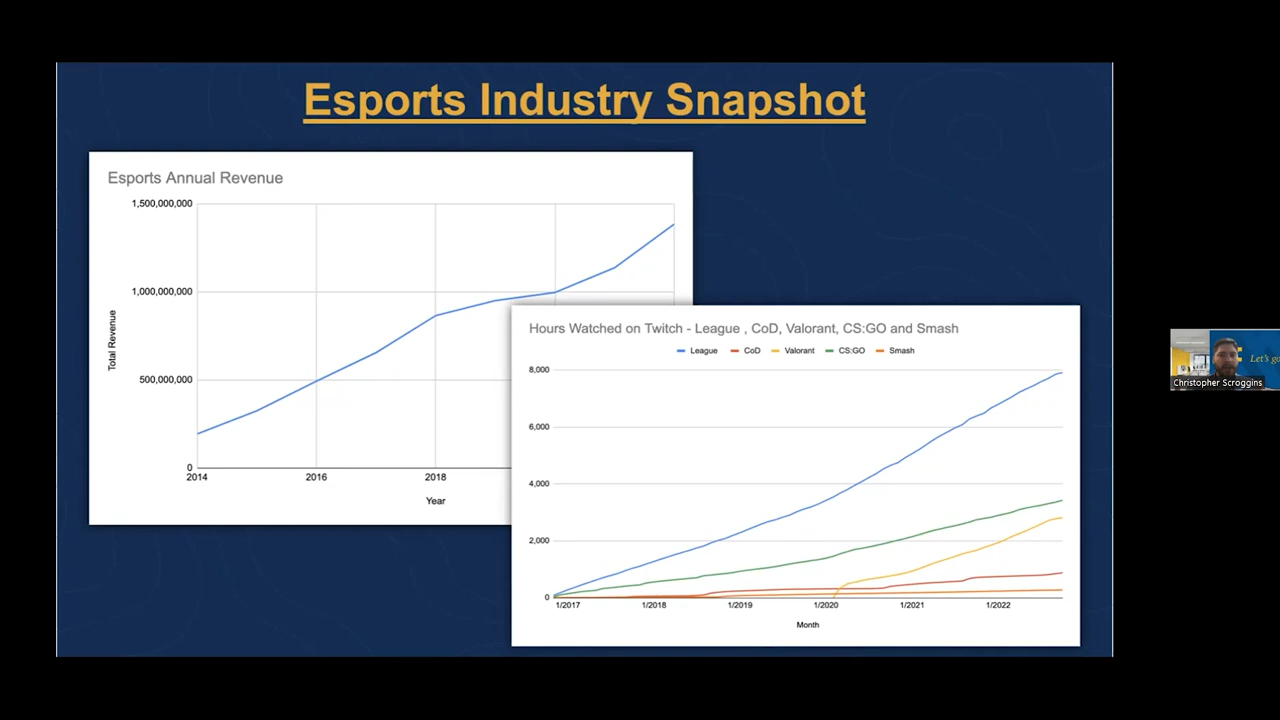 Esports Industry Snapshot
Esports Annual Revenue
1,500,000,000
1,000,000,000
500,000,000
0
Total Revenue
2014
2016
2018
Year
Hours Watched on Twitch - League , CoD, Valorant, CS:GO and Smash
League CoD Valorant CS:GO Smash
8,000
6,000
4,000
2,000
0
1/2017
1/2018
1/2019
1/2020
1/2021
1/2022
Month
Let's go
Christopher Scroggins